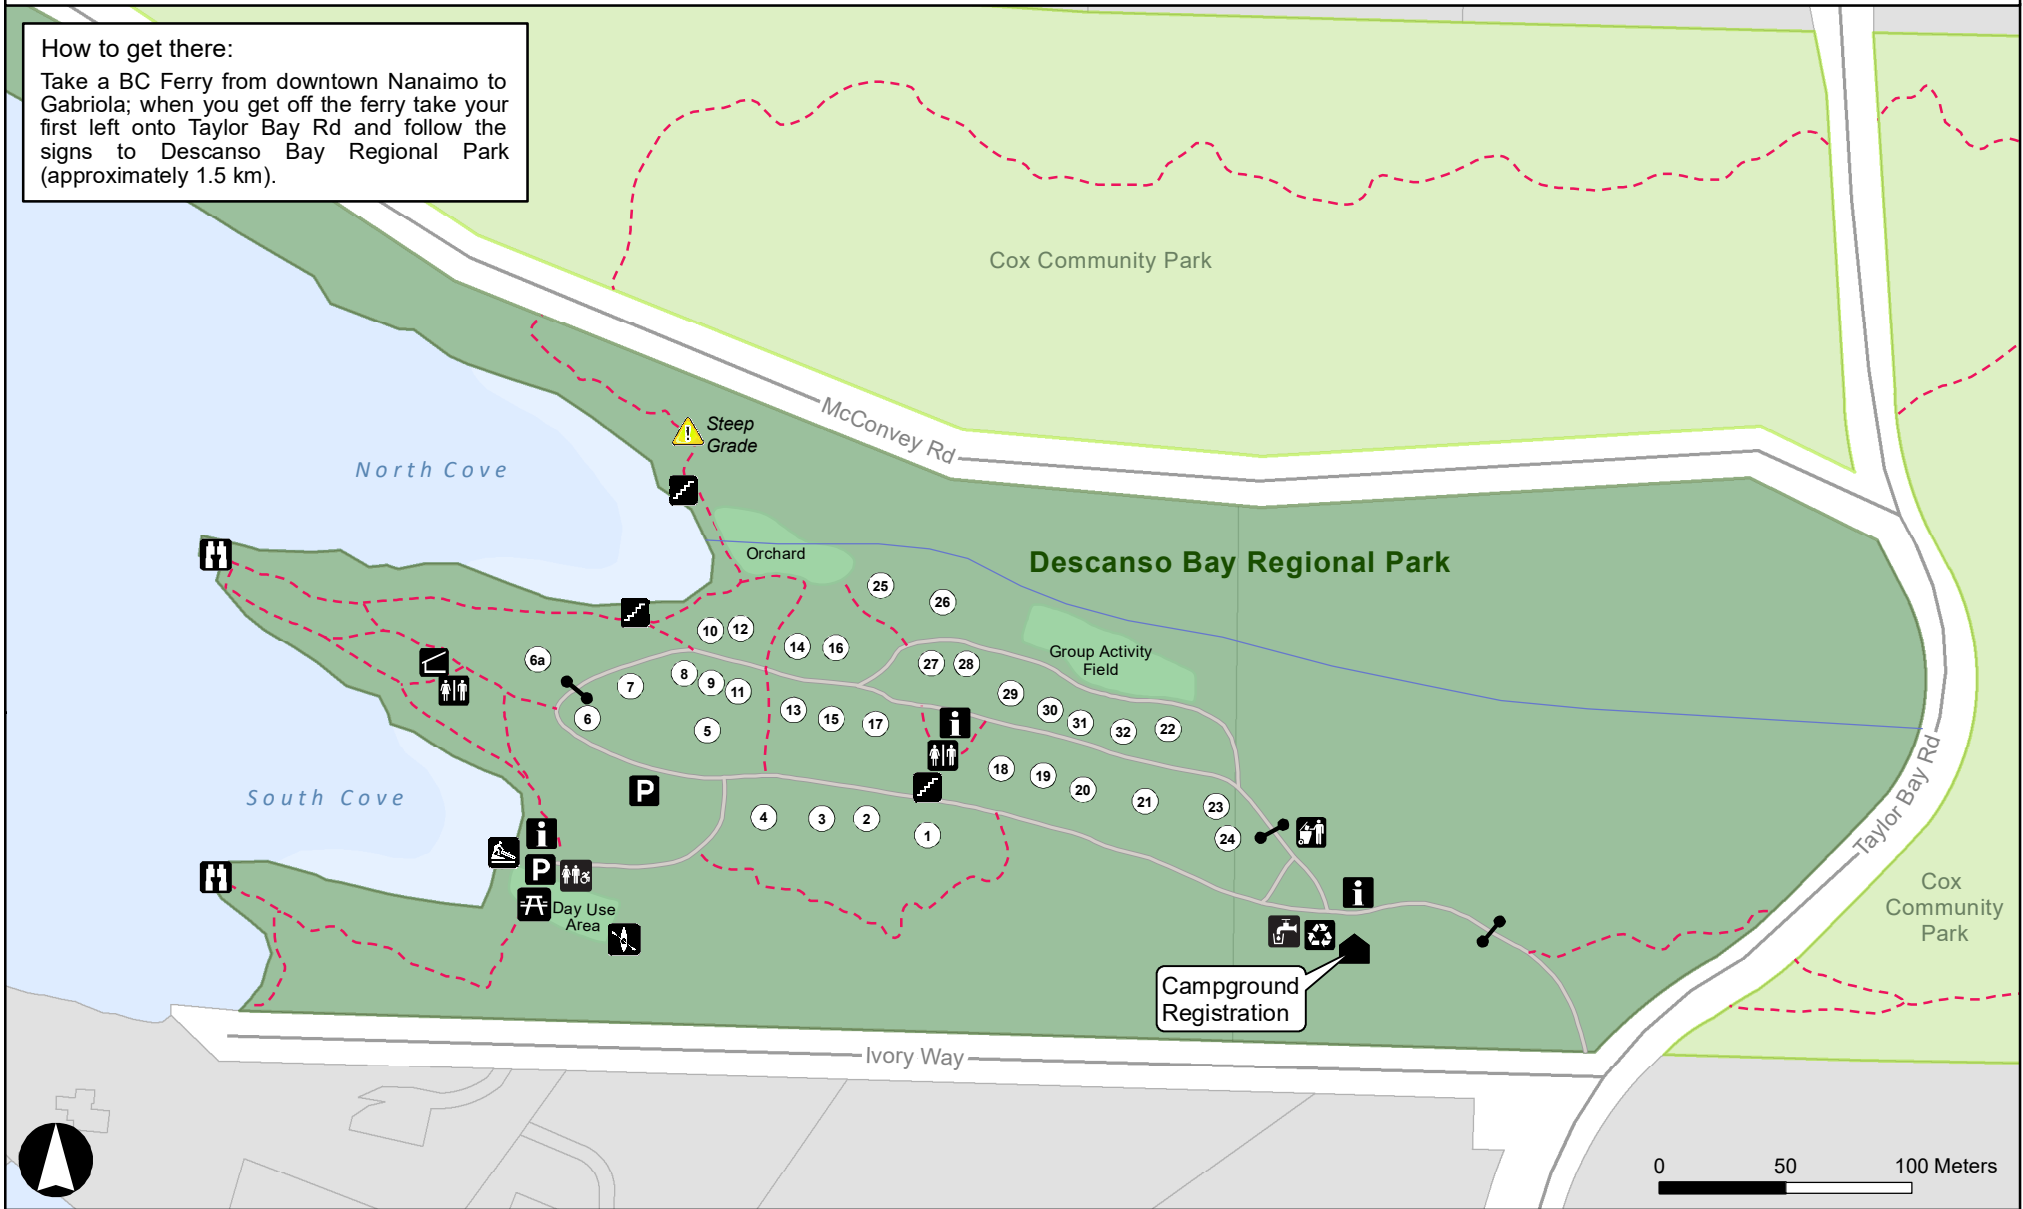 How to get there:
Take a BC Ferry from downtown Nanaimo to
Gabriola; when you get off the ferry take your
first left onto Taylor Bay Rd and follow the
signs to Descanso Bay Regional Park
(approximately 1.5 km).
Cox Community Park
McConvey Rd
Steep
Grade
North Cove
Orchard
Descanso Bay Regional Park
25
26
10
12
14
16
6a
27
28
Group Activity
Field
8
9
11
7
29
6
5
13
15
17
30
31
32
22
i
18
19
20
21
23
24
P
South Cove
4
3
2
1
i
P
Day Use
Area
i
Taylor Bay Rd
Cox
Community
Park
Campground
Registration
Ivory Way
0 50 100 Meters